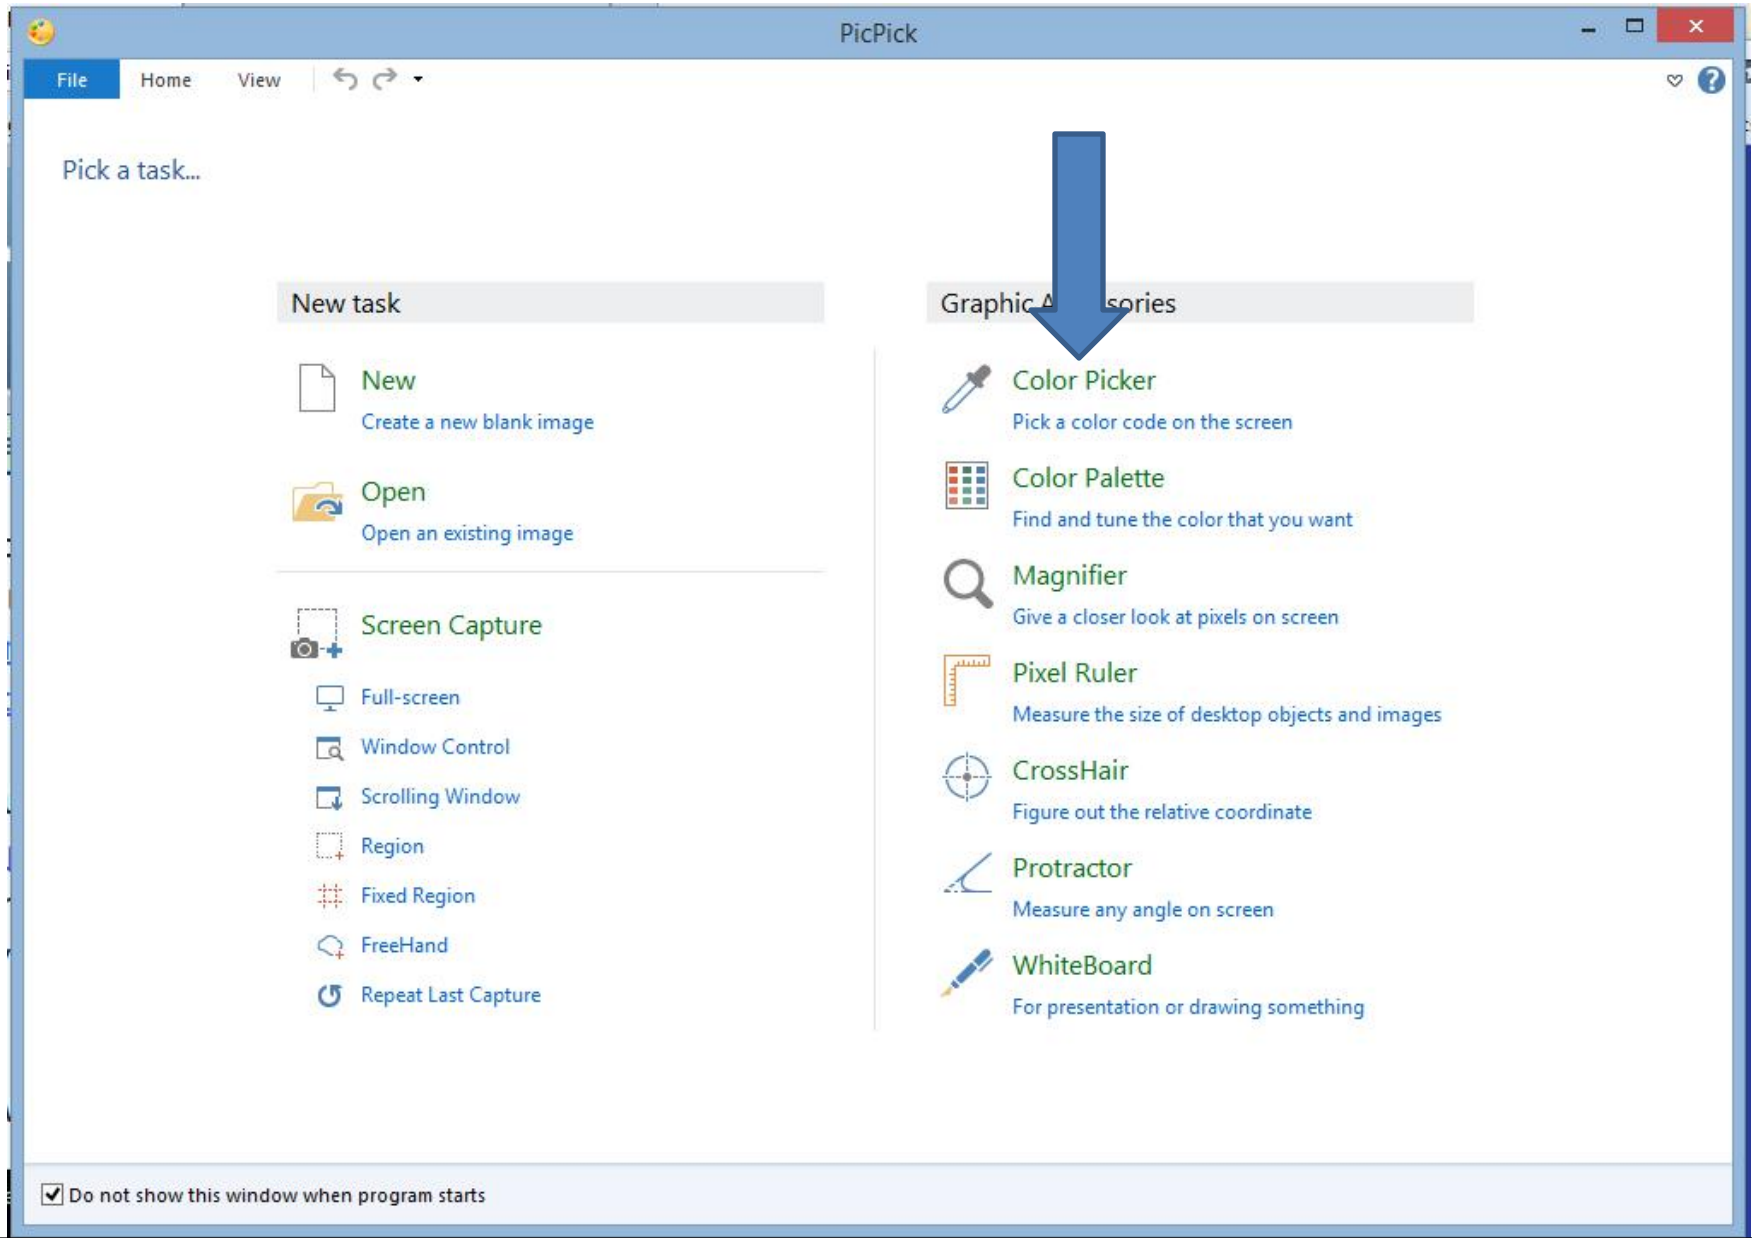 PicPick
File Home View
Pick a task...
New task
New
Create a new blank image
Open
Open an existing image
Screen Capture
Full-screen
Window Control
Scrolling Window
Region
Fixed Region
FreeHand
Repeat Last Capture
Graphic A sories
Color Picker
Pick a color code on the screen
Color Palette
Find and tune the color that you want
Magnifier
Give a closer look at pixels on screen
Pixel Ruler
Measure the size of desktop objects and images
CrossHair
Figure out the relative coordinate
Protractor
Measure any angle on screen
WhiteBoard
For presentation or drawing something
Do not show this window when program starts